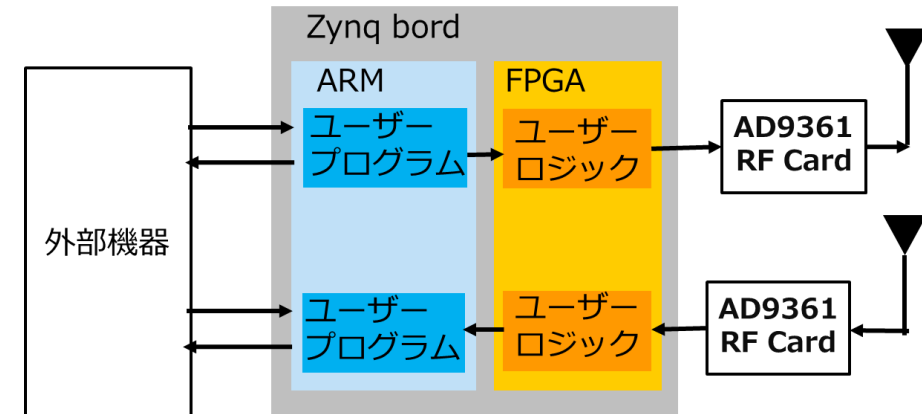 Zynq bord
ARM
FPGA
ユーザー
プログラム
ユーザー
ロジック
AD9361
RF Card
外部機器
ユーザー
プログラム
ユーザー
ロジック
AD9361
RF Card